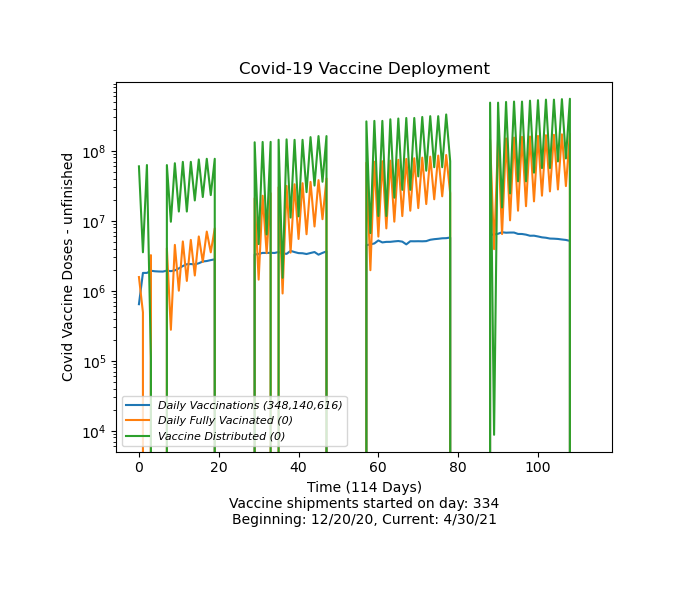 Covid-19 Vaccine Deployment
Covid Vaccine Doses - unfinished
10^8
10^7
10^6
10^5
10^4
Daily Vaccinations (348,140,616)
Daily Fully Vacinated (0)
Vaccine Distributed (0)
0 20 40 60 80 100
Time (114 Days)
Vaccine shipments started on day: 334
Beginning: 12/20/20, Current: 4/30/21